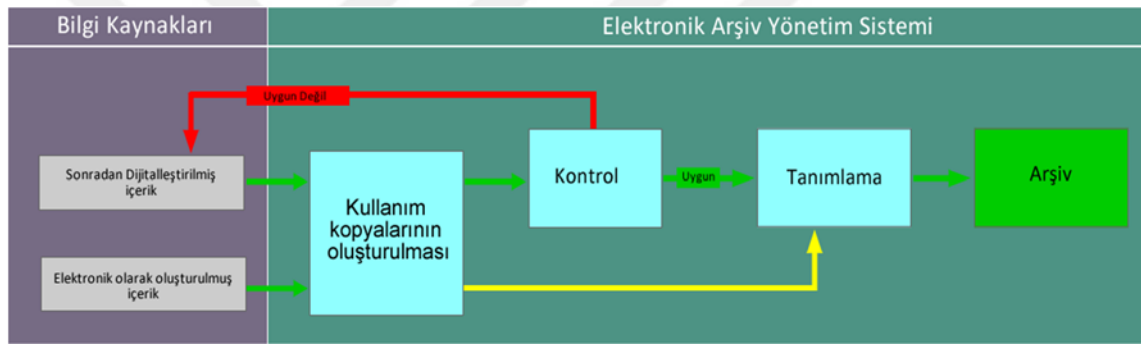 Bilgi Kaynakları
Elektronik Arşiv Yönetim Sistemi
Uygun Değil
Sonradan Dijitalleştirilmiş
içerik
Kullanım
kopyalarının
oluşturulması
Kontrol
Uygun
Tanımlama
Arşiv
Elektronik olarak oluşturulmuş
içerik